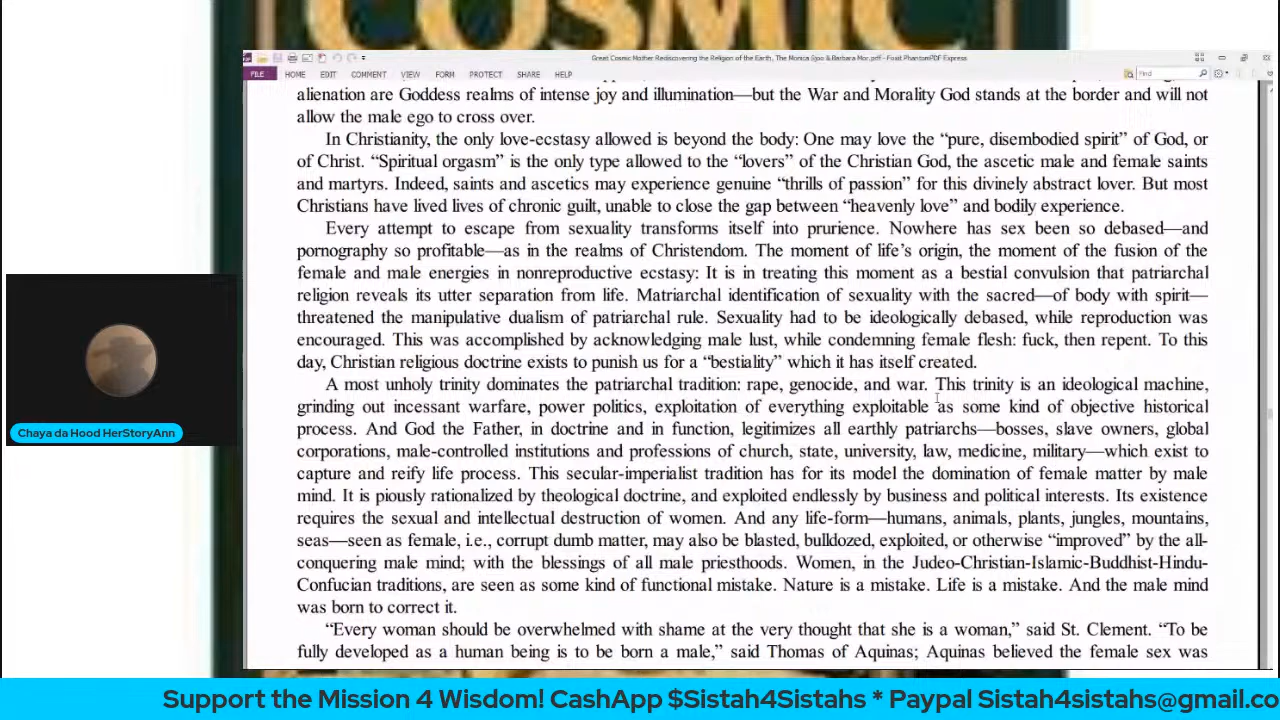 COSMIC
Great Cosmic Mother Rediscovering the Religion of the Earth, The Monica Sjoo & Barbara Mor.pdf - Foxit PhantomPDF Express
FILE HOME EDIT COMMENT VIEW FORM PROTECT SHARE HELP Find
alienation are Goddess realms of intense joy and illumination—but the War and Morality God stands at the border and will not
allow the male ego to cross over.
In Christianity, the only love-ecstasy allowed is beyond the body: One may love the “pure, disembodied spirit” of God, or
of Christ. “Spiritual orgasm” is the only type allowed to the “lovers” of the Christian God, the ascetic male and female saints
and martyrs. Indeed, saints and ascetics may experience genuine “thrills of passion” for this divinely abstract lover. But most
Christians have lived lives of chronic guilt, unable to close the gap between “heavenly love” and bodily experience.
Every attempt to escape from sexuality transforms itself into prurience. Nowhere has sex been so debased—and
pornography so profitable—as in the realms of Christendom. The moment of life’s origin, the moment of the fusion of the
female and male energies in nonreproductive ecstasy: It is in treating this moment as a bestial convulsion that patriarchal
religion reveals its utter separation from life. Matriarchal identification of sexuality with the sacred—of body with spirit—
threatened the manipulative dualism of patriarchal rule. Sexuality had to be ideologically debased, while reproduction was
encouraged. This was accomplished by acknowledging male lust, while condemning female flesh: fuck, then repent. To this
day, Christian religious doctrine exists to punish us for a “bestiality” which it has itself created.
A most unholy trinity dominates the patriarchal tradition: rape, genocide, and war. This trinity is an ideological machine,
grinding out incessant warfare, power politics, exploitation of everything exploitable as some kind of objective historical
process. And God the Father, in doctrine and in function, legitimizes all earthly patriarchs—bosses, slave owners, global
corporations, male-controlled institutions and professions of church, state, university, law, medicine, military—which exist to
capture and reify life process. This secular-imperialist tradition has for its model the domination of female matter by male
mind. It is piously rationalized by theological doctrine, and exploited endlessly by business and political interests. Its existence
requires the sexual and intellectual destruction of women. And any life-form—humans, animals, plants, jungles, mountains,
seas—seen as female, i.e., corrupt dumb matter, may also be blasted, bulldozed, exploited, or otherwise “improved” by the all-
conquering male mind; with the blessings of all male priesthoods. Women, in the Judeo-Christian-Islamic-Buddhist-Hindu-
Confucian traditions, are seen as some kind of functional mistake. Nature is a mistake. Life is a mistake. And the male mind
was born to correct it.
“Every woman should be overwhelmed with shame at the very thought that she is a woman,” said St. Clement. “To be
fully developed as a human being is to be born a male,” said Thomas of Aquinas; Aquinas believed the female sex was
Chaya da Hood HerStoryAnn
Support the Mission 4 Wisdom! CashApp $Sistah4Sistahs * Paypal Sistah4sistahs@gmail.co